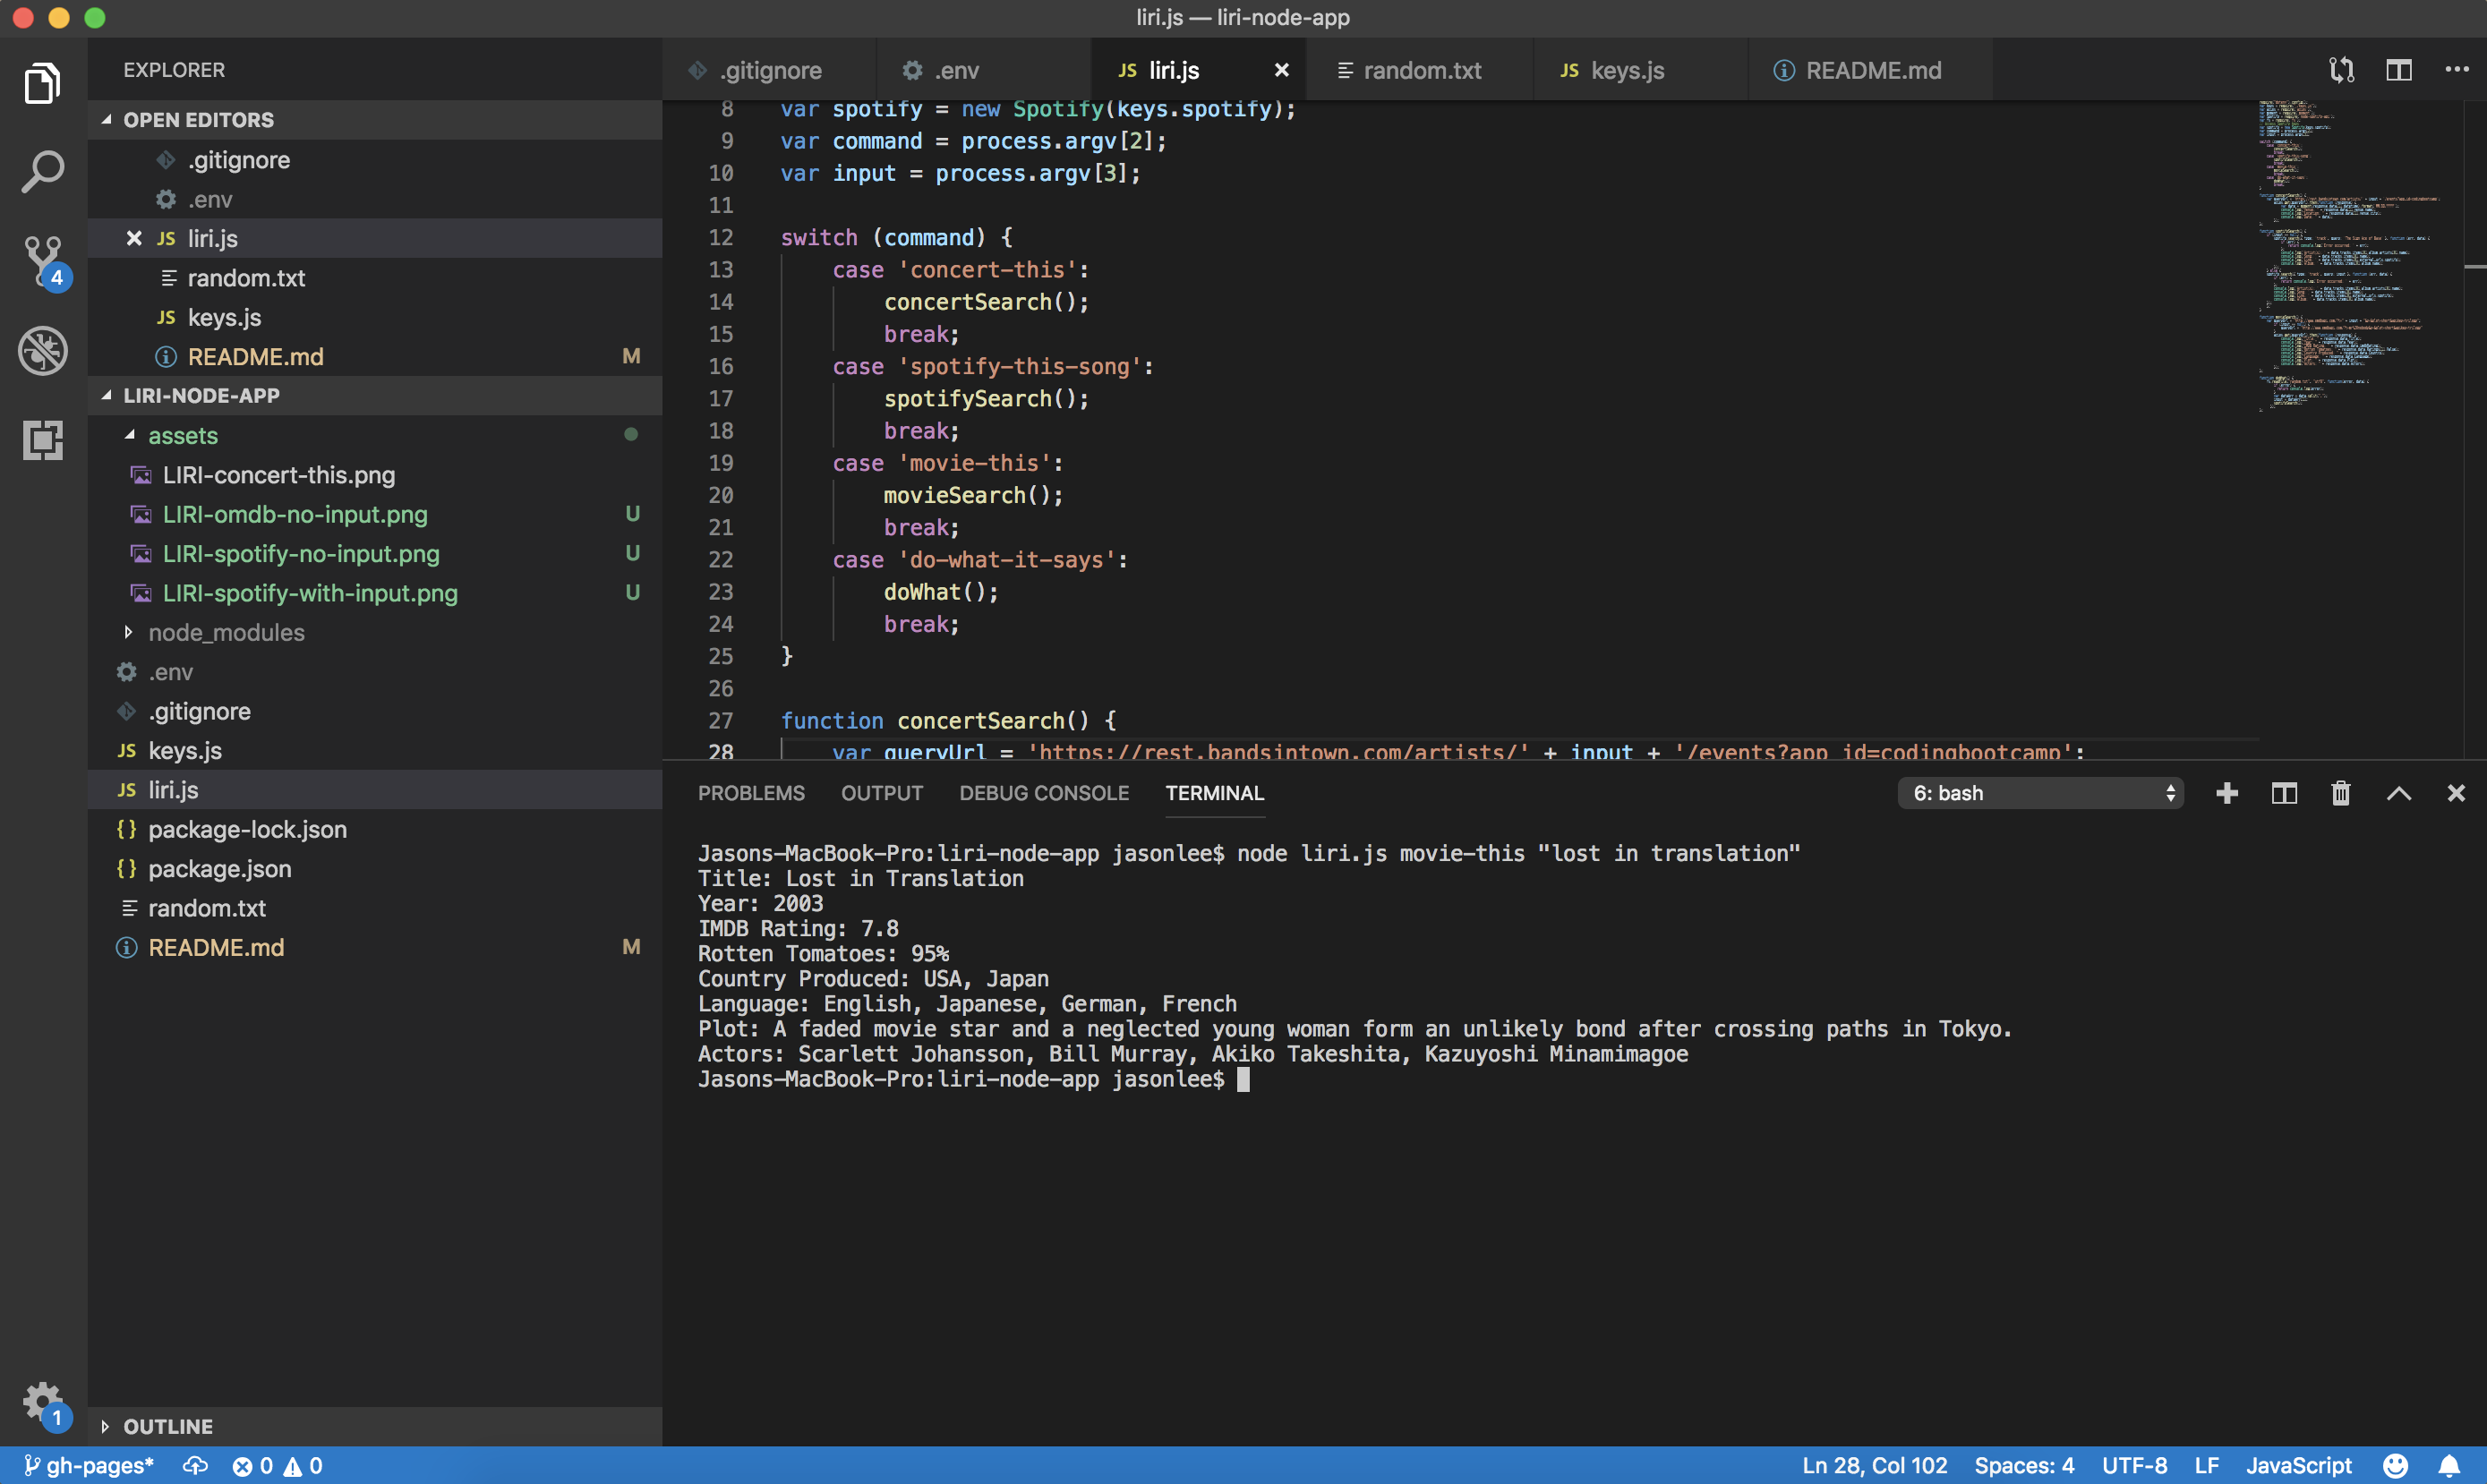 liri.js — liri-node-app
EXPLORER
OPEN EDITORS
.gitignore
.env
JS liri.js
random.txt
JS keys.js
README.md M
LIRI-NODE-APP
assets
LIRI-concert-this.png
LIRI-omdb-no-input.png U
LIRI-spotify-no-input.png U
LIRI-spotify-with-input.png U
node_modules
.env
.gitignore
JS keys.js
JS liri.js
{} package-lock.json
{} package.json
random.txt
README.md M
OUTLINE
4
1
.gitignore .env JS liri.js random.txt JS keys.js README.md
8 var spotify = new Spotify(keys.spotify);
9 var command = process.argv[2];
10 var input = process.argv[3];
11
12 switch (command) {
13 case 'concert-this':
14 concertSearch();
15 break;
16 case 'spotify-this-song':
17 spotifySearch();
18 break;
19 case 'movie-this':
20 movieSearch();
21 break;
22 case 'do-what-it-says':
23 doWhat();
24 break;
25 }
26
27 function concertSearch() {
28 var queryUrl = 'https://rest.bandsintown.com/artists/' + input + '/events?app_id=codingbootcamp';
PROBLEMS OUTPUT DEBUG CONSOLE TERMINAL 6: bash
Jasons-MacBook-Pro:liri-node-app jasonlee$ node liri.js movie-this "lost in translation"
Title: Lost in Translation
Year: 2003
IMDB Rating: 7.8
Rotten Tomatoes: 95%
Country Produced: USA, Japan
Language: English, Japanese, German, French
Plot: A faded movie star and a neglected young woman form an unlikely bond after crossing paths in Tokyo.
Actors: Scarlett Johansson, Bill Murray, Akiko Takeshita, Kazuyoshi Minamimagoe
Jasons-MacBook-Pro:liri-node-app jasonlee$
gh-pages* 0 0 Ln 28, Col 102 Spaces: 4 UTF-8 LF JavaScript